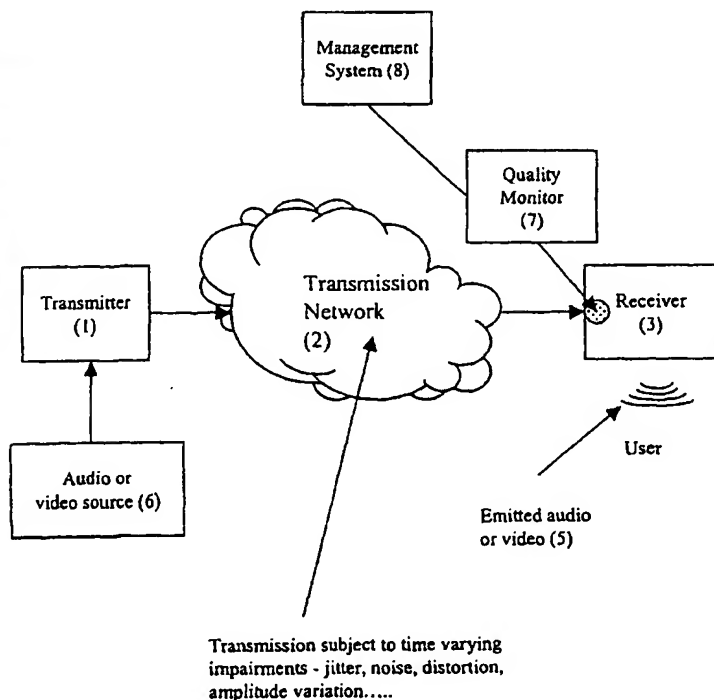 Management
System (8)
Quality
Monitor
(7)
Transmitter
(1)
Transmission
Network
(2)
Receiver
(3)
Audio or
video source (6)
User
Emitted audio
or video (5)
Transmission subject to time varying
impairments - jitter, noise, distortion,
amplitude variation.....